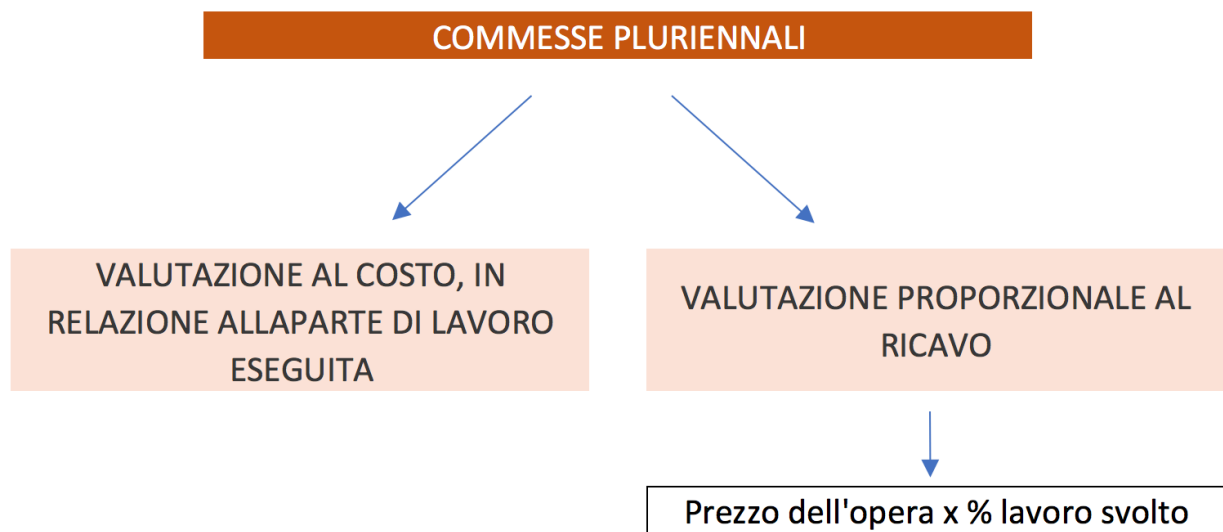 COMMESSE PLURIENNALI
VALUTAZIONE AL COSTO, IN
RELAZIONE ALLAPARTE DI LAVORO
ESEGUITA
VALUTAZIONE PROPORZIONALE AL
RICAVO
Prezzo dell'opera x % lavoro svolto